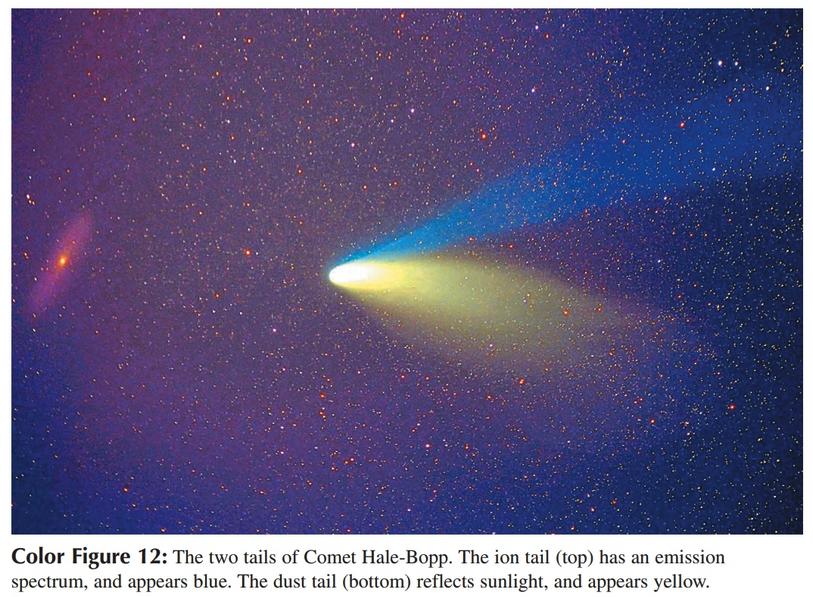 Color Figure 12: The two tails of Comet Hale-Bopp. The ion tail (top) has an emission
spectrum, and appears blue. The dust tail (bottom) reflects sunlight, and appears yellow.